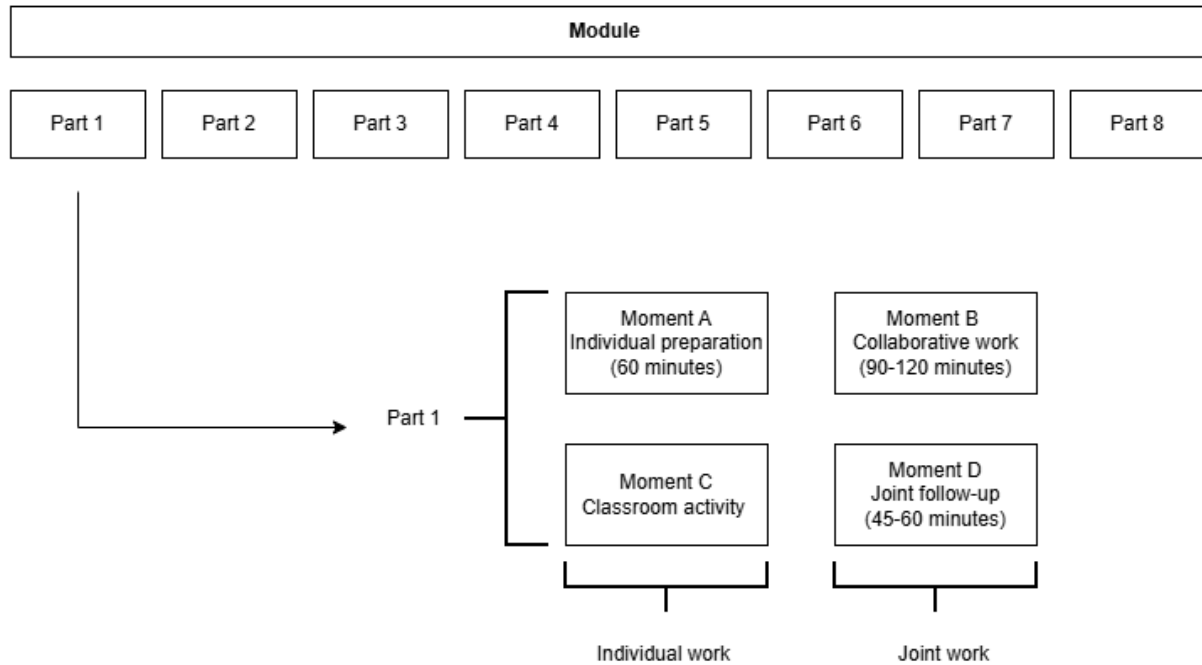 Module
Part 1
Part 2
Part 3
Part 4
Part 5
Part 6
Part 7
Part 8
Part 1
Moment A
Individual preparation
(60 minutes)
Moment B
Collaborative work
(90-120 minutes)
Moment C
Classroom activity
Moment D
Joint follow-up
(45-60 minutes)
Individual work
Joint work